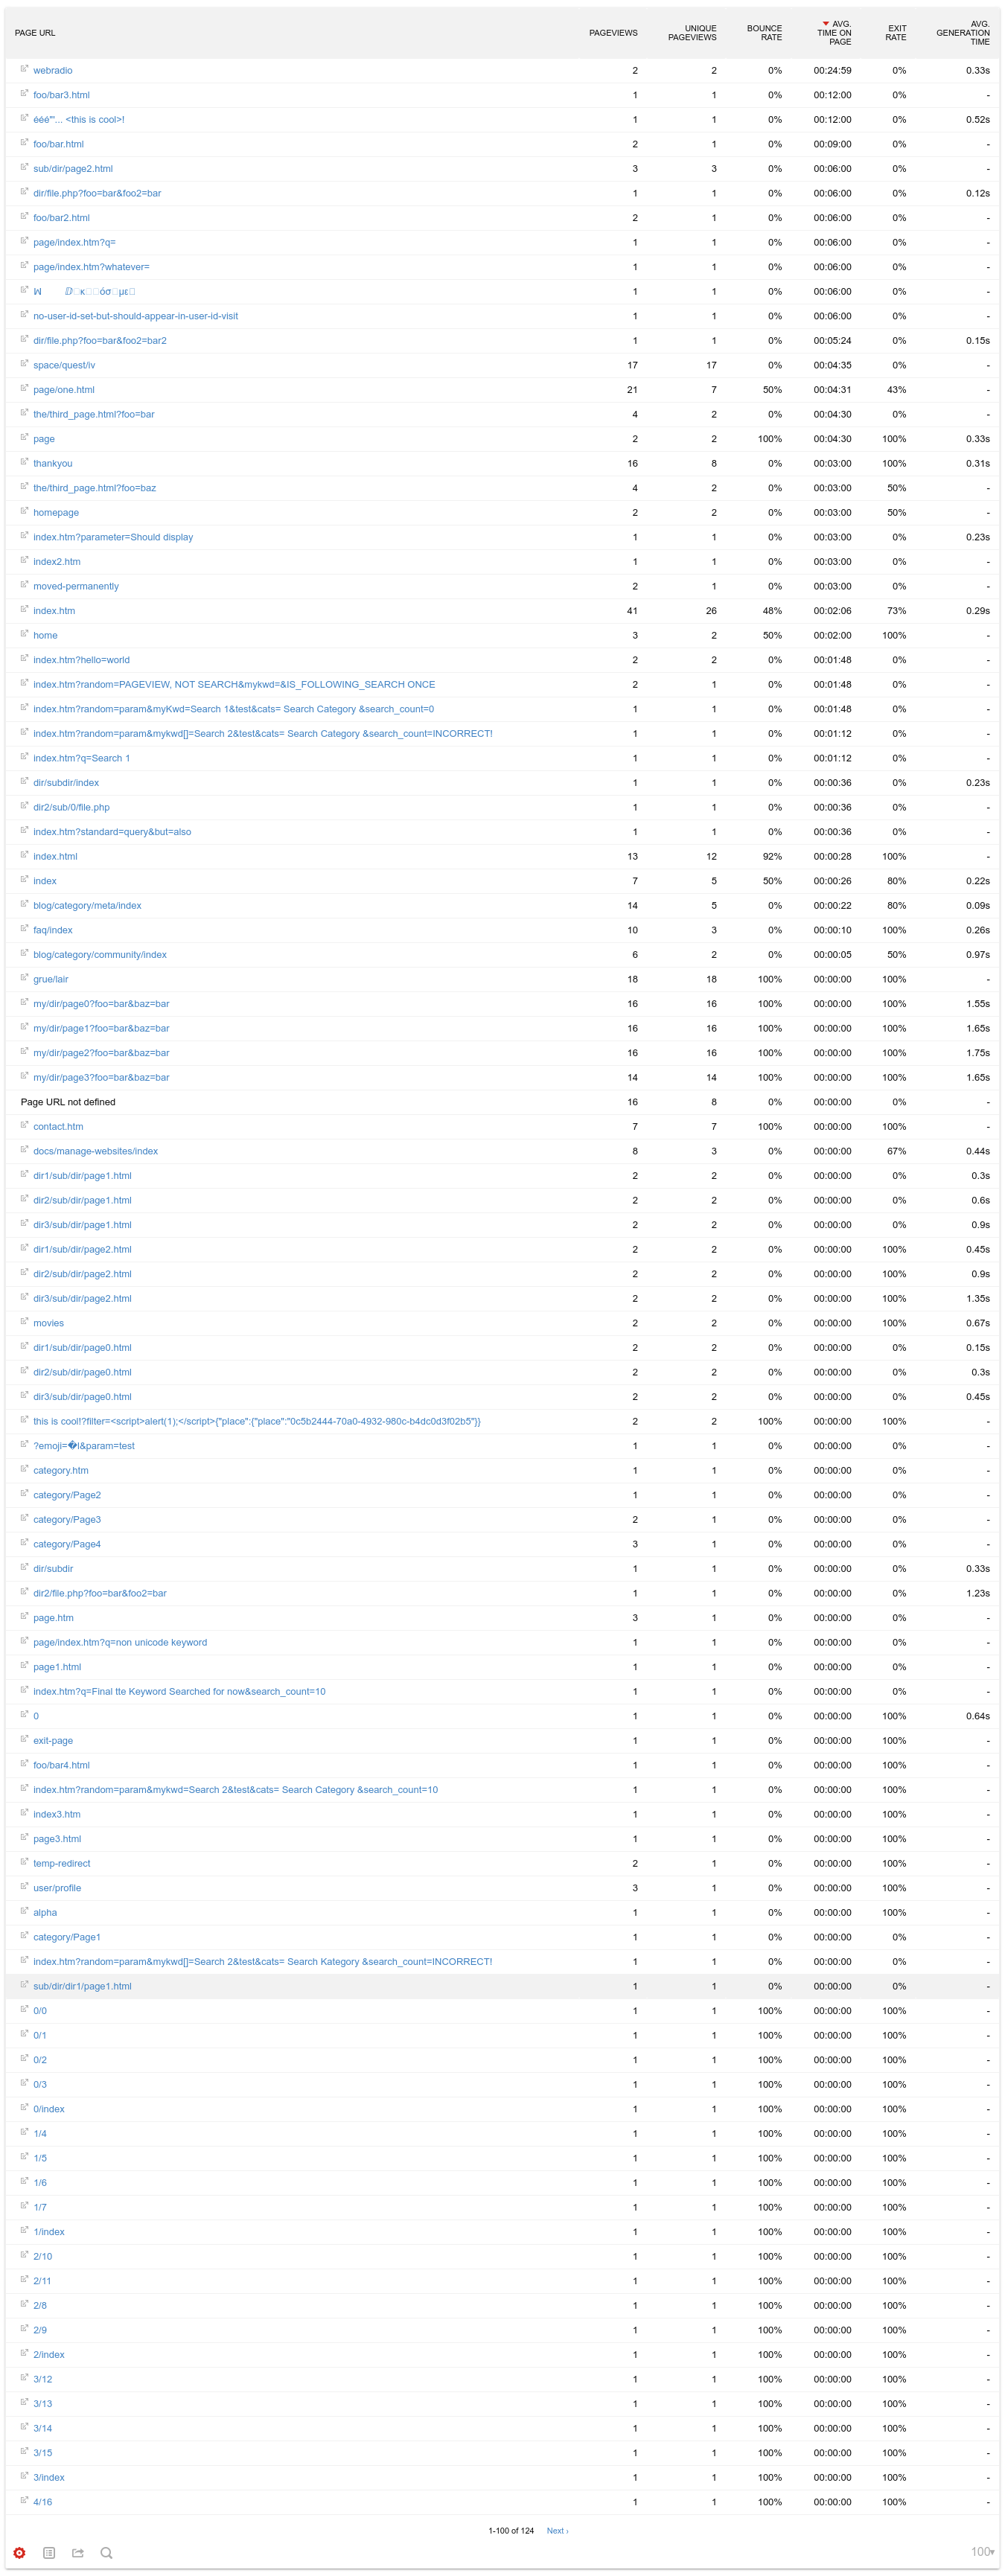 PAGE URL PAGEVIEWS UNIQUE PAGEVIEWS BOUNCE RATE AVG. TIME ON PAGE EXIT RATE AVG. GENERATION TIME
webradio 2 2 0% 00:24:59 0% 0.33s
foo/bar3.html 1 1 0% 00:12:00 0% -
ééé"'... <this is cool>! 1 1 0% 00:12:00 0% 0.52s
foo/bar.html 2 1 0% 00:09:00 0% -
sub/dir/page2.html 3 3 0% 00:06:00 0% -
dir/file.php?foo=bar&foo2=bar 1 1 0% 00:06:00 0% 0.12s
foo/bar2.html 2 1 0% 00:06:00 0% -
page/index.htm?q= 1 1 0% 00:06:00 0% -
page/index.htm?whatever= 1 1 0% 00:06:00 0% -
1 1 0% 00:06:00 0% -
no-user-id-set-but-should-appear-in-user-id-visit 1 1 0% 00:06:00 0% -
dir/file.php?foo=bar&foo2=bar2 1 1 0% 00:05:24 0% 0.15s
space/quest/iv 17 17 0% 00:04:35 0% -
page/one.html 21 7 50% 00:04:31 43% -
the/third_page.html?foo=bar 4 2 0% 00:04:30 0% -
page 2 2 100% 00:04:30 100% 0.33s
thankyou 16 8 0% 00:03:00 100% 0.31s
the/third_page.html?foo=baz 4 2 0% 00:03:00 50% -
homepage 2 2 0% 00:03:00 50% -
index.htm?parameter=Should display 1 1 0% 00:03:00 0% 0.23s
index2.htm 1 1 0% 00:03:00 0% -
moved-permanently 2 1 0% 00:03:00 0% -
index.htm 41 26 48% 00:02:06 73% 0.29s
home 3 2 50% 00:02:00 100% -
index.htm?hello=world 2 2 0% 00:01:48 0% -
index.htm?random=PAGEVIEW, NOT SEARCH&mykwd=&IS_FOLLOWING_SEARCH ONCE 2 1 0% 00:01:48 0% -
index.htm?random=param&myKwd=Search 1&test&cats= Search Category &search_count=0 1 1 0% 00:01:48 0% -
index.htm?random=param&mykwd[]=Search 2&test&cats= Search Category &search_count=INCORRECT! 1 1 0% 00:01:12 0% -
index.htm?q=Search 1 1 1 0% 00:01:12 0% -
dir/subdir/index 1 1 0% 00:00:36 0% 0.23s
dir2/sub/0/file.php 1 1 0% 00:00:36 0% -
index.htm?standard=query&but=also 1 1 0% 00:00:36 0% -
index.html 13 12 92% 00:00:28 100% -
index 7 5 50% 00:00:26 80% 0.22s
blog/category/meta/index 14 5 0% 00:00:22 80% 0.09s
faq/index 10 3 0% 00:00:10 100% 0.26s
blog/category/community/index 6 2 0% 00:00:05 50% 0.97s
grue/lair 18 18 100% 00:00:00 100% -
my/dir/page0?foo=bar&baz=bar 16 16 100% 00:00:00 100% 1.55s
my/dir/page1?foo=bar&baz=bar 16 16 100% 00:00:00 100% 1.65s
my/dir/page2?foo=bar&baz=bar 16 16 100% 00:00:00 100% 1.75s
my/dir/page3?foo=bar&baz=bar 14 14 100% 00:00:00 100% 1.65s
Page URL not defined 16 8 0% 00:00:00 0% -
contact.htm 7 7 100% 00:00:00 100% -
docs/manage-websites/index 8 3 0% 00:00:00 67% 0.44s
dir1/sub/dir/page1.html 2 2 0% 00:00:00 0% 0.3s
dir2/sub/dir/page1.html 2 2 0% 00:00:00 0% 0.6s
dir3/sub/dir/page1.html 2 2 0% 00:00:00 0% 0.9s
dir1/sub/dir/page2.html 2 2 0% 00:00:00 100% 0.45s
dir2/sub/dir/page2.html 2 2 0% 00:00:00 100% 0.9s
dir3/sub/dir/page2.html 2 2 0% 00:00:00 100% 1.35s
movies 2 2 0% 00:00:00 100% 0.67s
dir1/sub/dir/page0.html 2 2 0% 00:00:00 0% 0.15s
dir2/sub/dir/page0.html 2 2 0% 00:00:00 0% 0.3s
dir3/sub/dir/page0.html 2 2 0% 00:00:00 0% 0.45s
this is cool!?filter=<script>alert(1);</script>{"place":{"place":"0c5b2444-70a0-4932-980c-b4dc0d3f02b5"}} 2 2 100% 00:00:00 100% -
?emoji=�l&param=test 1 1 0% 00:00:00 0% -
category.htm 1 1 0% 00:00:00 0% -
category/Page2 1 1 0% 00:00:00 0% -
category/Page3 2 1 0% 00:00:00 0% -
category/Page4 3 1 0% 00:00:00 0% -
dir/subdir 1 1 0% 00:00:00 0% 0.33s
dir2/file.php?foo=bar&foo2=bar 1 1 0% 00:00:00 0% 1.23s
page.htm 3 1 0% 00:00:00 0% -
page/index.htm?q=non unicode keyword 1 1 0% 00:00:00 0% -
page1.html 1 1 0% 00:00:00 0% -
index.htm?q=Final tte Keyword Searched for now&search_count=10 1 1 0% 00:00:00 0% -
0 1 1 0% 00:00:00 100% 0.64s
exit-page 1 1 0% 00:00:00 100% -
foo/bar4.html 1 1 0% 00:00:00 100% -
index.htm?random=param&mykwd=Search 2&test&cats= Search Category &search_count=10 1 1 0% 00:00:00 100% -
index3.htm 1 1 0% 00:00:00 100% -
page3.html 1 1 0% 00:00:00 100% -
temp-redirect 2 1 0% 00:00:00 100% -
user/profile 3 1 0% 00:00:00 100% -
alpha 1 1 0% 00:00:00 100% -
category/Page1 1 1 0% 00:00:00 0% -
index.htm?random=param&mykwd[]=Search 2&test&cats= Search Kategory &search_count=INCORRECT! 1 1 0% 00:00:00 0% -
sub/dir/dir1/page1.html 1 1 0% 00:00:00 0% -
0/0 1 1 100% 00:00:00 100% -
0/1 1 1 100% 00:00:00 100% -
0/2 1 1 100% 00:00:00 100% -
0/3 1 1 100% 00:00:00 100% -
0/index 1 1 100% 00:00:00 100% -
1/4 1 1 100% 00:00:00 100% -
1/5 1 1 100% 00:00:00 100% -
1/6 1 1 100% 00:00:00 100% -
1/7 1 1 100% 00:00:00 100% -
1/index 1 1 100% 00:00:00 100% -
2/10 1 1 100% 00:00:00 100% -
2/11 1 1 100% 00:00:00 100% -
2/8 1 1 100% 00:00:00 100% -
2/9 1 1 100% 00:00:00 100% -
2/index 1 1 100% 00:00:00 100% -
3/12 1 1 100% 00:00:00 100% -
3/13 1 1 100% 00:00:00 100% -
3/14 1 1 100% 00:00:00 100% -
3/15 1 1 100% 00:00:00 100% -
3/index 1 1 100% 00:00:00 100% -
4/16 1 1 100% 00:00:00 100% -
1-100 of 124 Next ›
100